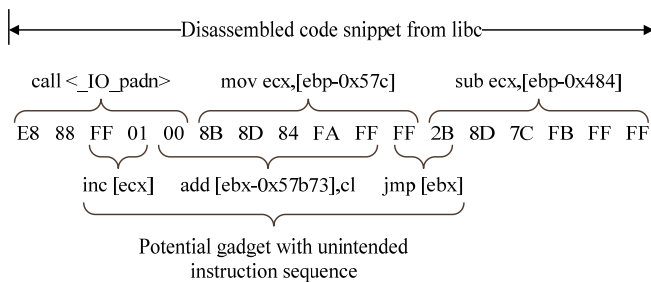 Disassembled code snippet from libc
call <_IO_padn> mov ecx,[ebp-0x57c] sub ecx,[ebp-0x484]
E8 88 FF 01 00 8B 8D 84 FA FF FF 2B 8D 7C FB FF FF
inc [ecx] add [ebx-0x57b73],cl jmp [ebx]
Potential gadget with unintended
instruction sequence